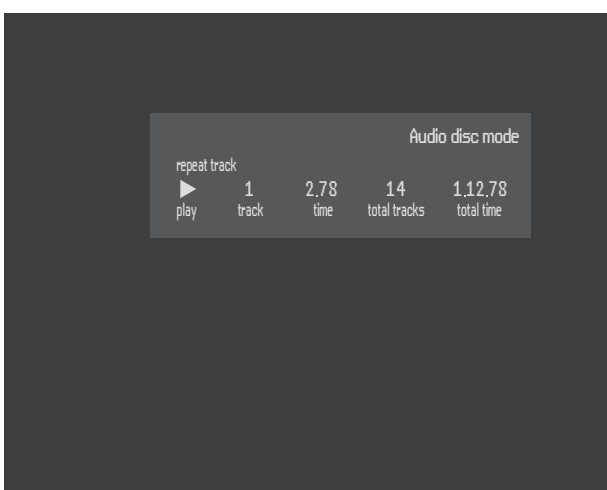 Audio disc mode
repeat track
▶ 1 2.78 14 1.12.78
play track time total tracks total time